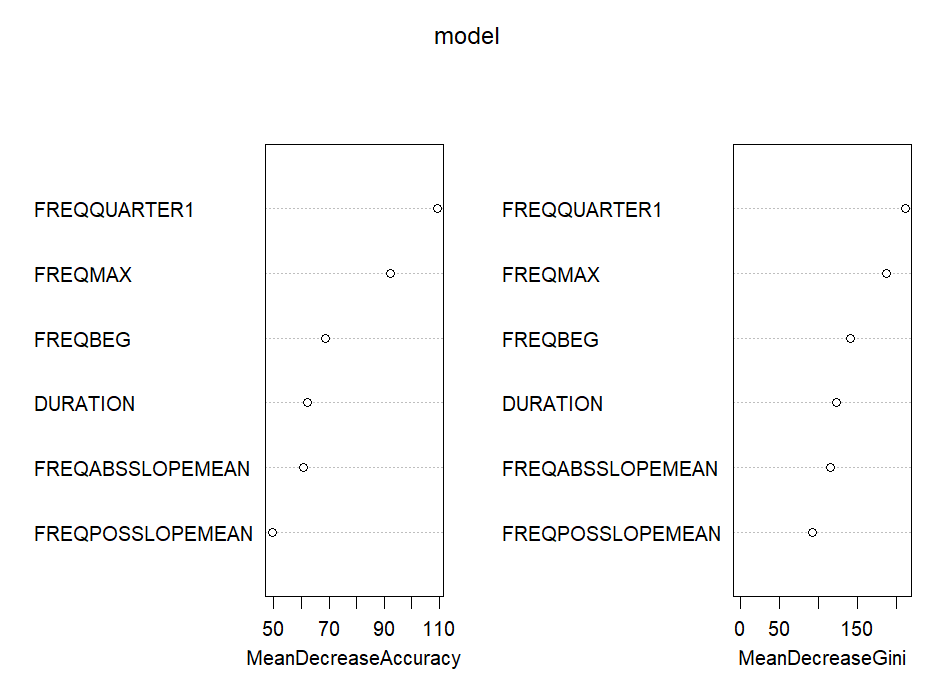 model
FREQQUARTER1
FREQMAX
FREQBEG
DURATION
FREQABSSLOPEMEAN
FREQPOSSLOPEMEAN
50 70 90 110
MeanDecreaseAccuracy
FREQQUARTER1
FREQMAX
FREQBEG
DURATION
FREQABSSLOPEMEAN
FREQPOSSLOPEMEAN
0 50 150
MeanDecreaseGini